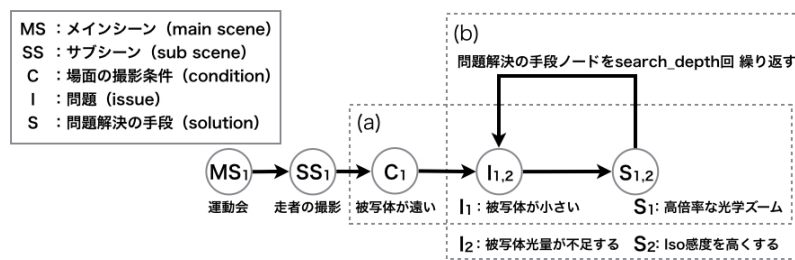 MS：メインシーン（main scene）
SS：サブシーン（sub scene）
C：場面の撮影条件（condition）
I：問題（issue）
S：問題解決の手段（solution）
(b)
問題解決の手段ノードをsearch_depth回 繰り返す
(a)
MS1
SS1
C1
I1,2
S1,2
運動会
走者の撮影
被写体が遠い
I1：被写体が小さい
S1：高倍率な光学ズーム
I2：被写体光量が不足する
S2：Iso感度を高くする